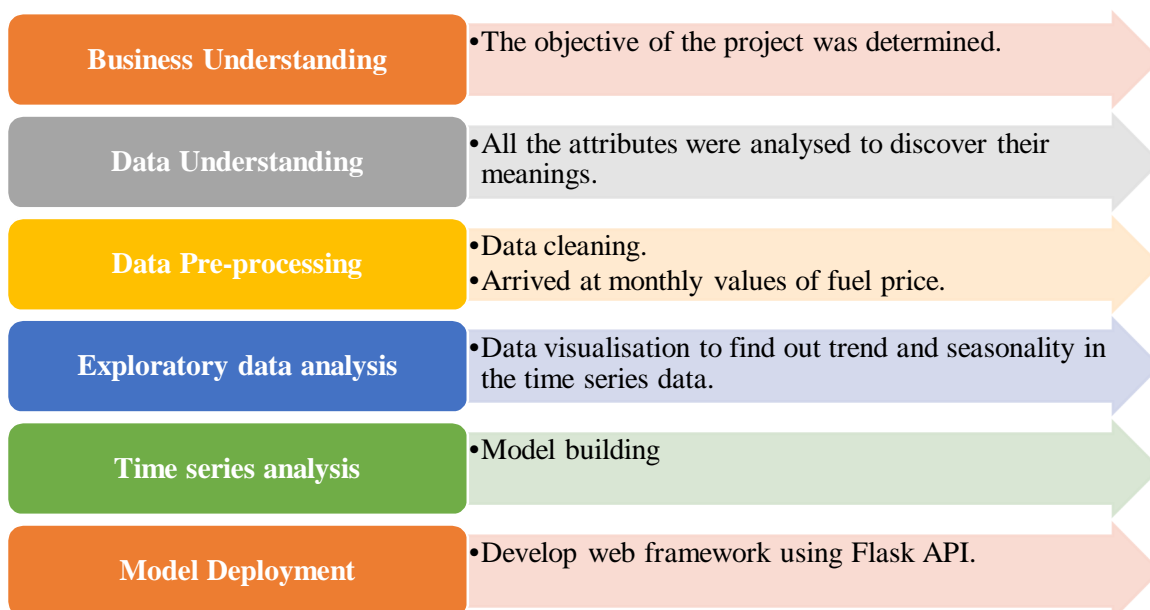 Business Understanding
•The objective of the project was determined.
Data Understanding
•All the attributes were analysed to discover their
meanings.
Data Pre-processing
•Data cleaning.
•Arrived at monthly values of fuel price.
Exploratory data analysis
•Data visualisation to find out trend and seasonality in
the time series data.
Time series analysis
•Model building
Model Deployment
•Develop web framework using Flask API.